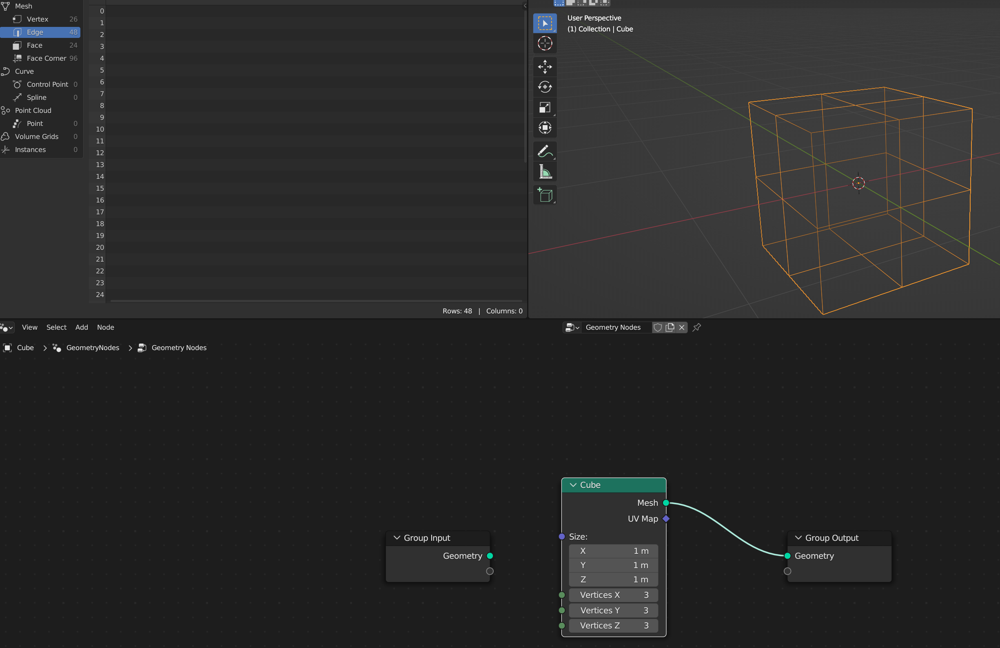 Mesh
Vertex 26
Edge 48
Face 24
Face Corner 96
Curve
Control Point 0
Spline 0
Point Cloud
Point 0
Volume Grids 0
Instances 0
0
1
2
3
4
5
6
7
8
9
10
11
12
13
14
15
16
17
18
19
20
21
22
23
24
Rows: 48 | Columns: 0
User Perspective
(1) Collection | Cube
View Select Add Node
Geometry Nodes
Cube > GeometryNodes > Geometry Nodes
Group Input
Geometry
Cube
Mesh
UV Map
Size:
X 1 m
Y 1 m
Z 1 m
Vertices X 3
Vertices Y 3
Vertices Z 3
Group Output
Geometry